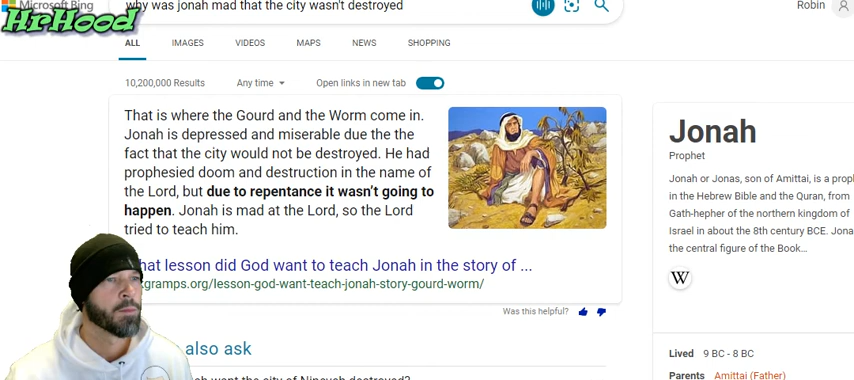 Microsoft Bing
why was jonah mad that the city wasn't destroyed
Robin
HrHood
ALL
IMAGES
VIDEOS
MAPS
NEWS
SHOPPING
10,200,000 Results
Any time
Open links in new tab
That is where the Gourd and the Worm come in.
Jonah is depressed and miserable due the the
fact that the city would not be destroyed. He had
prophesied doom and destruction in the name of
the Lord, but due to repentance it wasn't going to
happen. Jonah is mad at the Lord, so the Lord
tried to teach him.
hat lesson did God want to teach Jonah in the story of ...
gramps.org/lesson-god-want-teach-jonah-story-gourd-worm/
Was this helpful?
also ask
want the city of Nineveh destroyed?
Jonah
Prophet
Jonah or Jonas, son of Amittai, is a prop
in the Hebrew Bible and the Quran, from
Gath-hepher of the northern kingdom of
Israel in about the 8th century BCE. Jona
the central figure of the Book...
W
Lived 9 BC - 8 BC
Parents Amittai (Father)